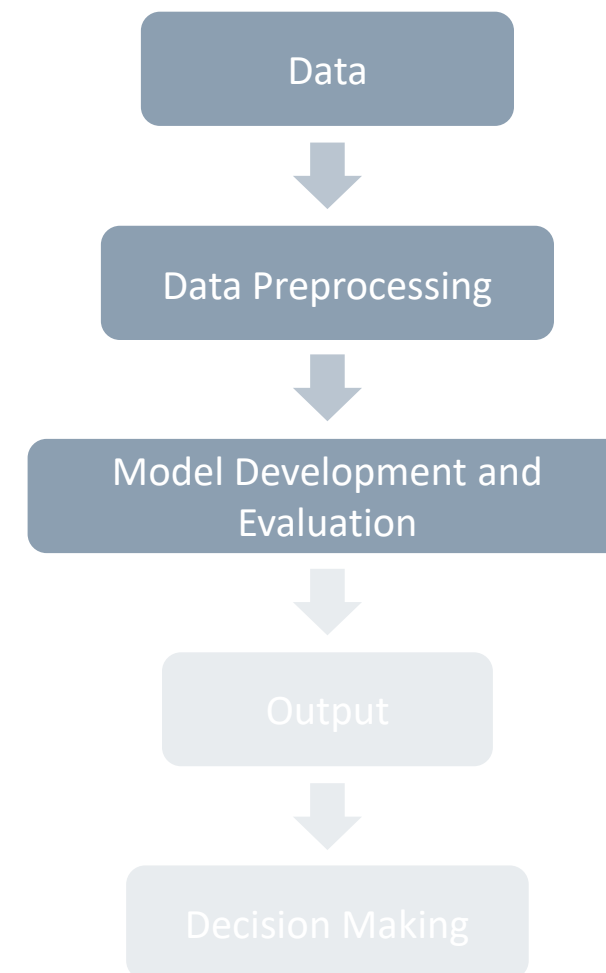 Data
Data Preprocessing
Model Development and
Evaluation
Output
Decision Making